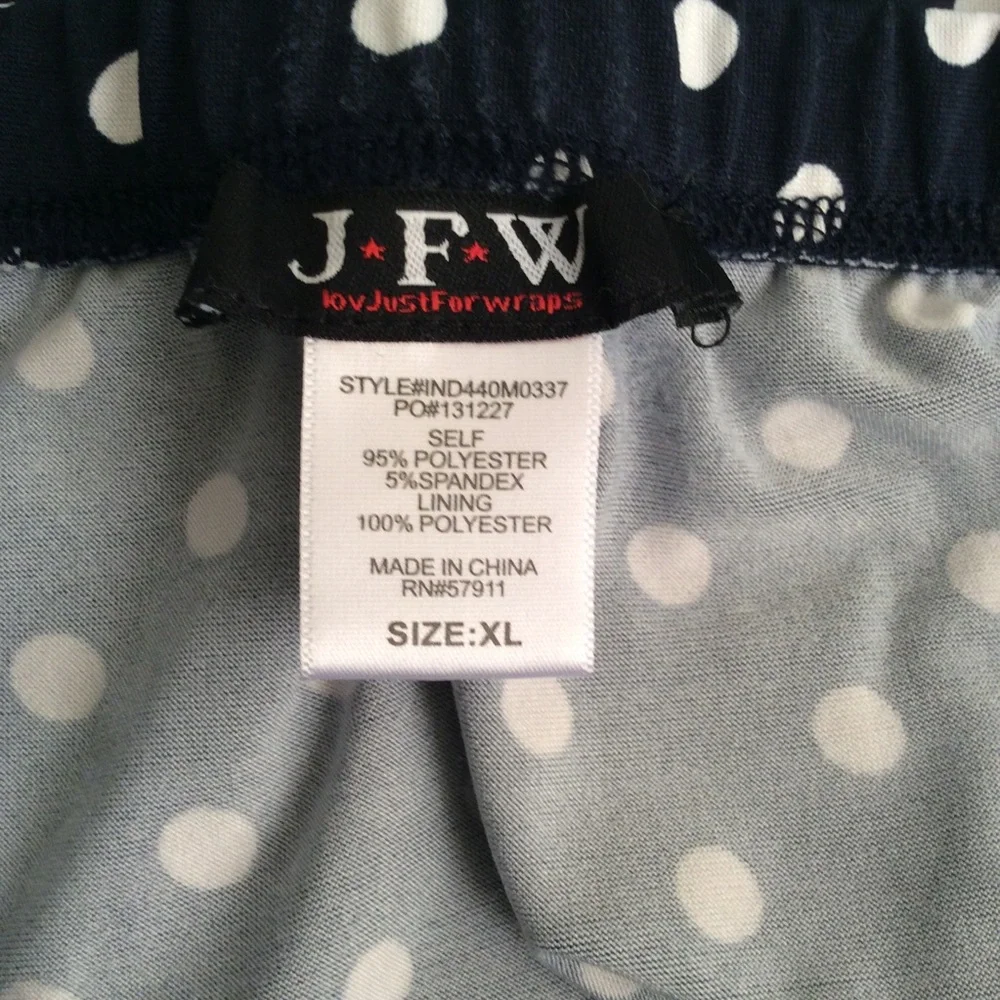 J★F★W
lovJustForwraps
STYLE#IND440M0337
PO#131227
SELF
95% POLYESTER
5%SPANDEX
LINING
100% POLYESTER
MADE IN CHINA
RN#57911
SIZE:XL